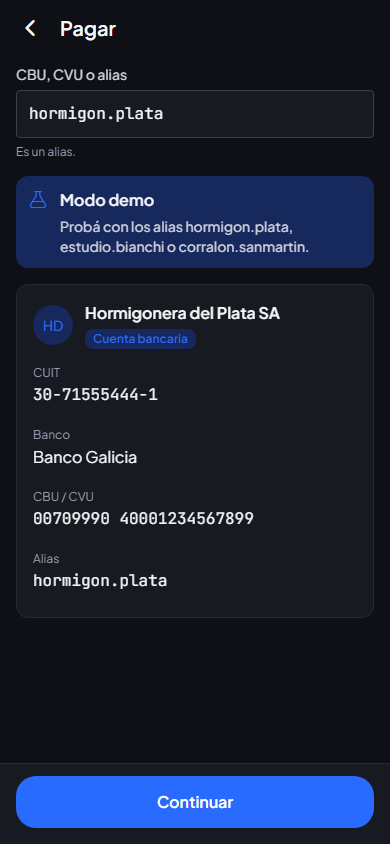 Pagar
CBU, CVU o alias
hormigon.plata
Es un alias.
Modo demo
Probá con los alias hormigon.plata,
estudio.bianchi o corralon.sanmartin.
HD
Hormigonera del Plata SA
Cuenta bancaria
CUIT
30-71555444-1
Banco
Banco Galicia
CBU / CVU
00709990 40001234567899
Alias
hormigon.plata
Continuar